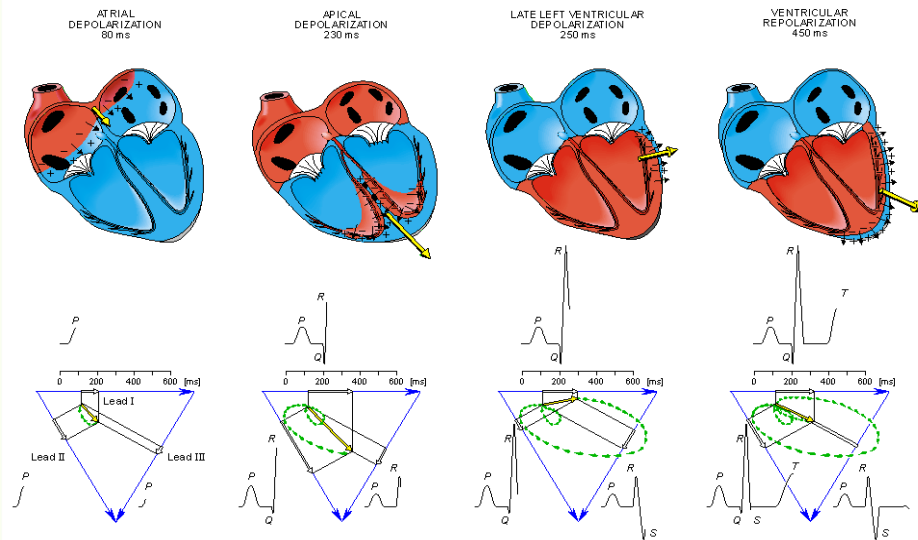 ATRIAL
DEPOLARIZATION
80 ms
APICAL
DEPOLARIZATION
230 ms
LATE LEFT VENTRICULAR
DEPOLARIZATION
250 ms
VENTRICULAR
REPOLARIZATION
450 ms
P
P
R
Q
P
R
Q
P
R
Q
T
0 200 400 600 [ms]
0 200 400 600 [ms]
0 200 400 600 [ms]
0 200 400 600 [ms]
Lead I
Lead II
Lead III
P
P
P
R
Q
P
R
P
R
Q
P
R
S
P
R
Q
S
T
P
R
S